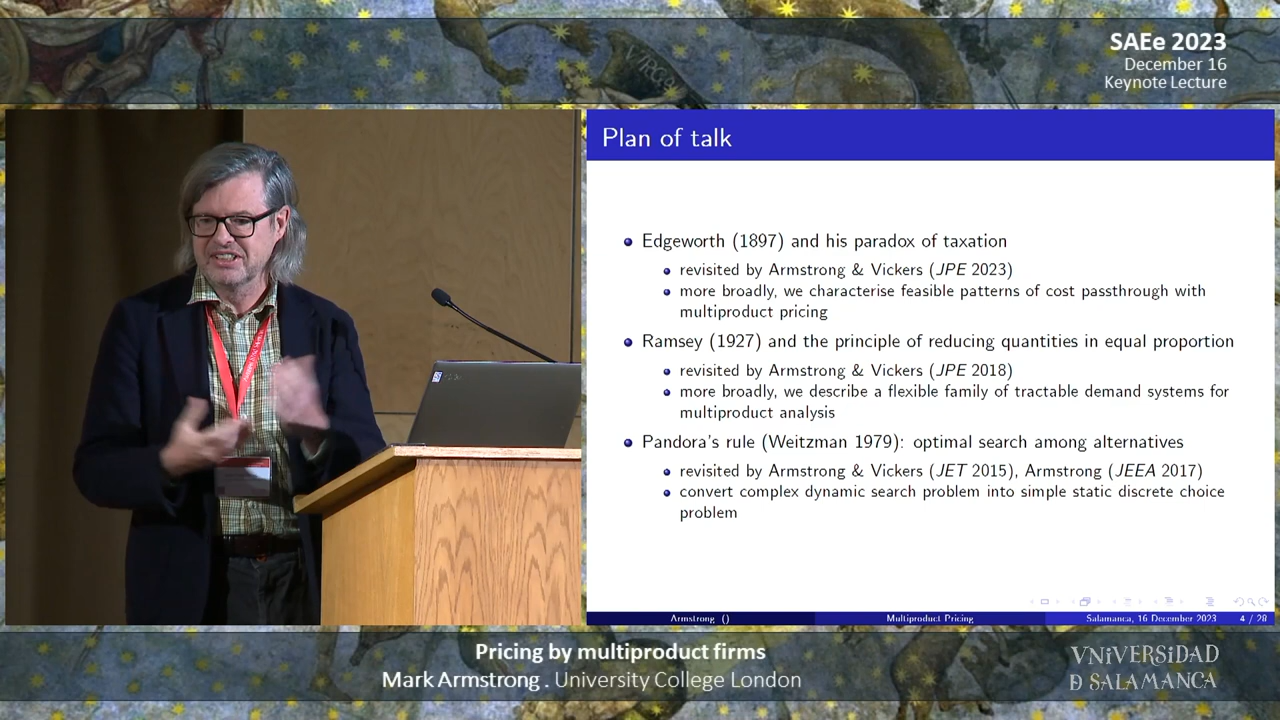 SAEe 2023
December 16
Keynote Lecture
VIRGO
Plan of talk
Edgeworth (1897) and his paradox of taxation
revisited by Armstrong & Vickers (JPE 2023)
more broadly, we characterise feasible patterns of cost passthrough with
multiproduct pricing
Ramsey (1927) and the principle of reducing quantities in equal proportion
revisited by Armstrong & Vickers (JPE 2018)
more broadly, we describe a flexible family of tractable demand systems for
multiproduct analysis
Pandora's rule (Weitzman 1979): optimal search among alternatives
revisited by Armstrong & Vickers (JET 2015), Armstrong (JEEA 2017)
convert complex dynamic search problem into simple static discrete choice
problem
Armstrong () Multiproduct Pricing Salamanca, 16 December 2023 4 / 28
Pricing by multiproduct firms
Mark Armstrong . University College London
VNiVERSiDAD
D SALAMANCA